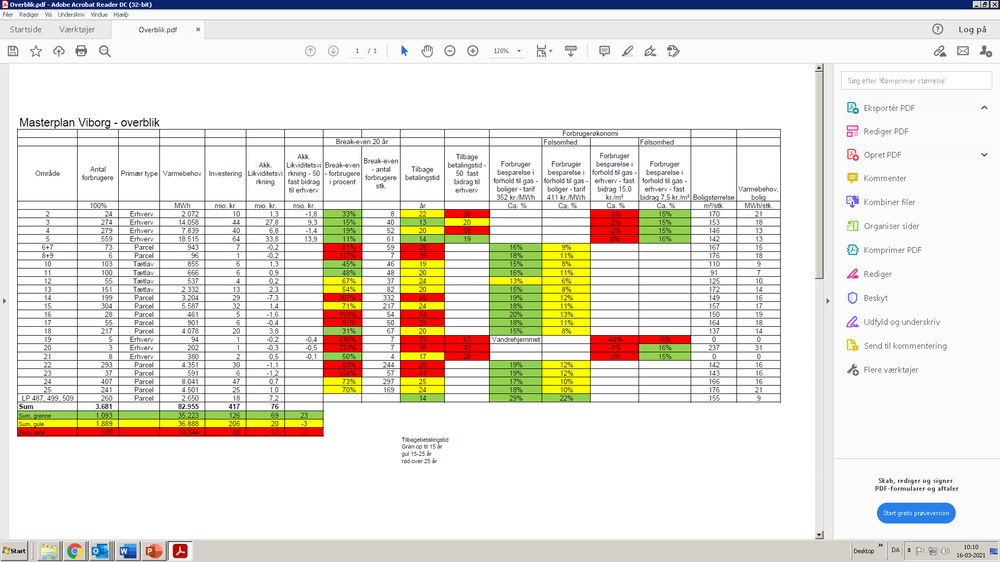 Overblik.pdf - Adobe Acrobat Reader DC (32-bit)
Filer Rediger Vis Underskriv Vindue Hjælp
Startside Værktøjer Overblik.pdf × Log på
1 / 1 120%
Masterplan Viborg - overblik
Forbrugerøkonomi
Break-even 20 år Følsomhed Følsomhed
Område
Antal forbrugere
Primær type
Varmebehov
Investering
Akk. Likviditetsvirkning
Akk. Likviditetsvirkning - 50 fast bidrag til erhverv
Break-even - forbrugere i procent
Break-even - antal forbrugere stk.
Tilbage betalingstid
Tilbage betalingstid - 50 fast bidrag til erhverv
Forbruger besparelse i forhold til gas - boliger - tarif 352 kr./MWh
Forbruger besparelse i forhold til gas - boliger - tarif 411 kr./MWh
Forbruger besparelse i forhold til gas - erhverv - fast bidrag 15,0 kr./m²
Forbruger besparelse i forhold til gas - erhverv - fast bidrag 7,5 kr./m²
Boligstørrelse
Varmebehov, bolig
100% MWh mio. kr. mio. kr. mio. kr. år Ca. % Ca. % Ca. % Ca. % m²/stk. MWh/stk.
2 24 Erhverv 2.072 10 1,3 -1,8 33% 8 22 36 -3% 15% 170 21
3 274 Erhverv 14.058 44 27,8 9,3 15% 40 13 20 -2% 15% 153 18
4 279 Erhverv 7.839 40 6,8 -1,4 19% 52 20 28 -2% 15% 146 13
5 559 Erhverv 18.515 64 33,8 13,9 11% 61 14 19 0% 16% 142 13
6+7 73 Parcel 943 7 -0,2 81% 59 28 16% 9% 167 15
8+9 6 Parcel 96 1 -0,2 117% 7 39 18% 11% 176 18
10 103 Tætlav 855 6 1,3 45% 46 19 15% 8% 110 9
11 100 Tætlav 666 6 0,9 48% 48 20 16% 11% 91 7
12 55 Tætlav 537 4 0,2 67% 37 24 13% 6% 125 10
13 151 Tætlav 2.332 13 2,3 54% 82 20 15% 8% 172 14
14 199 Parcel 3.204 29 -7,3 167% 332 45 19% 12% 149 16
15 304 Parcel 5.587 32 1,4 71% 217 24 18% 11% 157 17
16 28 Parcel 461 5 -1,6 193% 54 54 20% 13% 150 19
17 55 Parcel 901 6 -0,4 91% 50 29 18% 11% 164 18
18 217 Parcel 4.078 20 3,8 31% 67 20 15% 8% 137 14
19 5 Erhverv 94 1 -0,2 -0,4 135% 7 33 63 Vandrehjemmet -44% -6% 0 0
20 3 Erhverv 202 1 -0,3 -0,5 233% 7 35 49 -1% 16% 237 31
21 8 Erhverv 380 2 0,5 -0,1 50% 4 17 28 -3% 15% 0 0
22 293 Parcel 4.351 30 -1,1 83% 244 28 19% 12% 142 16
23 37 Parcel 591 6 -1,2 154% 57 41 19% 12% 143 16
24 407 Parcel 8.041 47 0,7 73% 297 25 17% 10% 166 16
25 241 Parcel 4.501 25 1,0 70% 169 24 18% 10% 176 21
LP 487, 499, 509 260 Parcel 2.650 18 7,2 14 29% 22% 155 9
Sum 3.681 82.955 417 76
Sum, grønne 1.093 35.223 126 69 23
Sum, gule 1.889 36.888 206 20 -3
Sum, røde 699 10.844 86 -13 -1
Tilbagebetalingstid
Grøn op til 15 år
gul 15-25 år
rød over 25 år
Søg efter 'Komprimer størrelse'
Eksportér PDF
Rediger PDF
Opret PDF
Kommenter
Kombiner filer
Organiser sider
Komprimer PDF
Rediger
Beskyt
Udfyld og underskriv
Send til kommentering
Flere værktøjer
Skab, rediger og signer
PDF-formularer og aftaler
Start gratis prøveversion
Start
Desktop » DA 10:10
16-03-2021